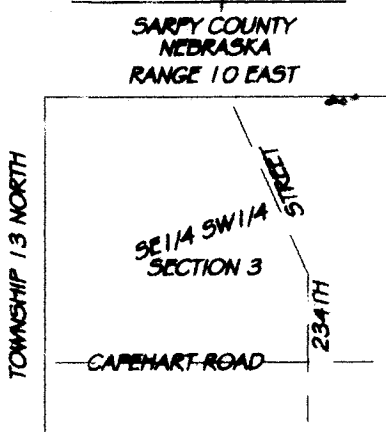 SARPY COUNTY
NEBRASKA
RANGE 10 EAST
TOWNSHIP 13 NORTH
STREET
SE1/4 SW1/4
SECTION 3
234TH
CAPEHART ROAD